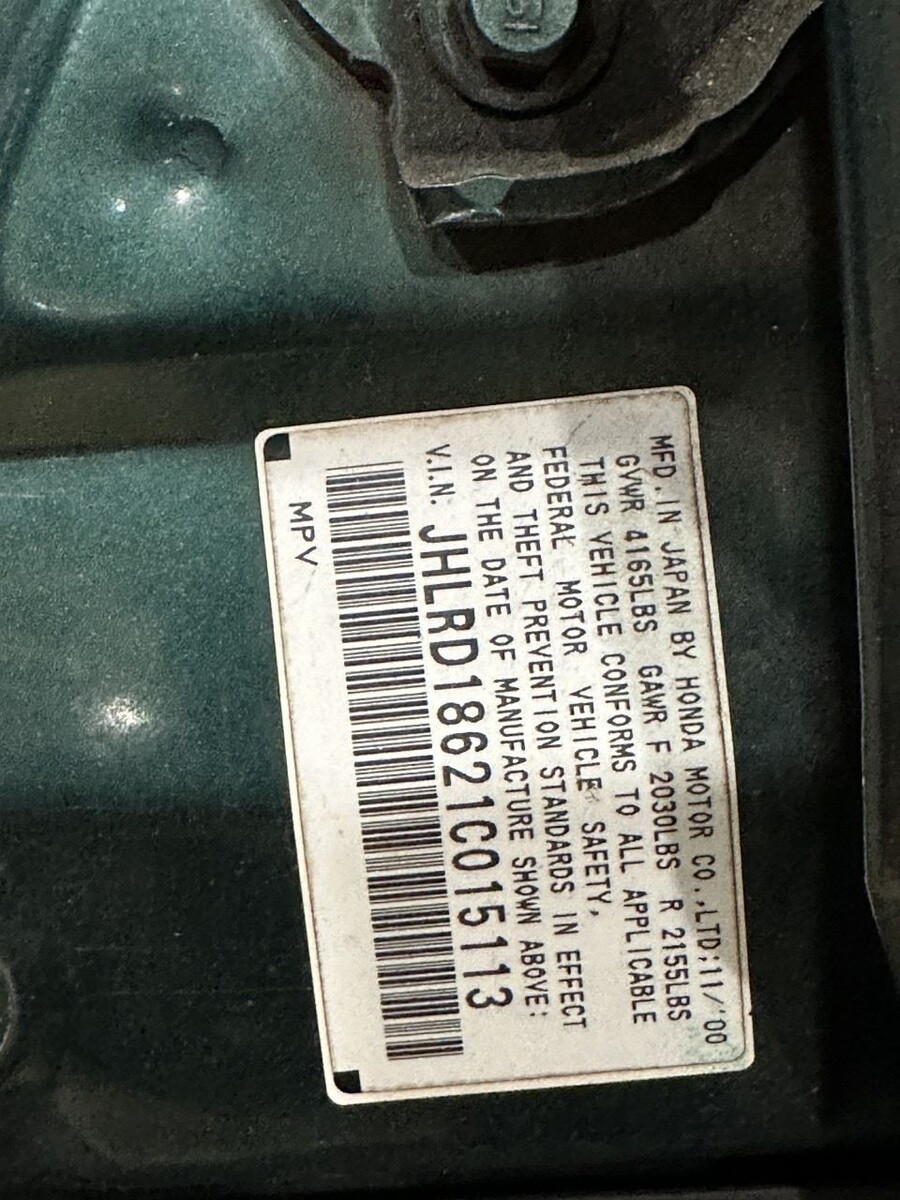 MFD. IN JAPAN BY HONDA MOTOR CO.,LTD;11/'00
GVWR 4165LBS GAWR F 2030LBS R 2155LBS
THIS VEHICLE CONFORMS TO ALL APPLICABLE
FEDERAL MOTOR VEHICLE SAFETY,
AND THEFT PREVENTION STANDARDS IN EFFECT
ON THE DATE OF MANUFACTURE SHOWN ABOVE:
V.I.N: JHLRD18621C015113
MPV